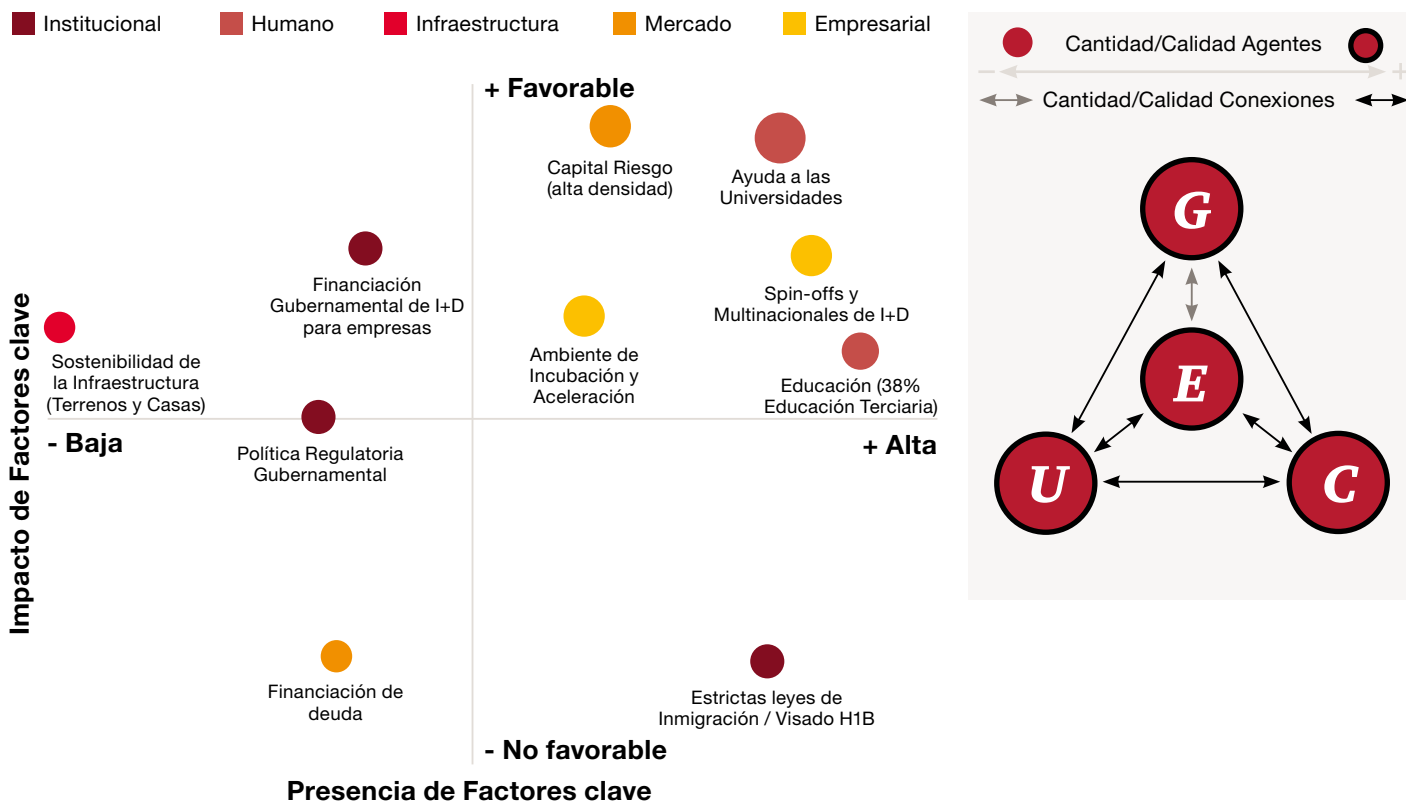 Institucional
Humano
Infraestructura
Mercado
Empresarial
+ Favorable
Capital Riesgo
(alta densidad)
Ayuda a las
Universidades
Financiación
Gubernamental de I+D
para empresas
Spin-offs y
Multinacionales de I+D
Sostenibilidad de
la Infraestructura
(Terrenos y Casas)
Ambiente de
Incubación y
Aceleración
Educación (38%
Educación Terciaria)
- Baja
+ Alta
Política Regulatoria
Gubernamental
Financiación de
deuda
Estrictas leyes de
Inmigración / Visado H1B
- No favorable
Impacto de Factores clave
Presencia de Factores clave
Cantidad/Calidad Agentes
− +
Cantidad/Calidad Conexiones
G
E
U
C